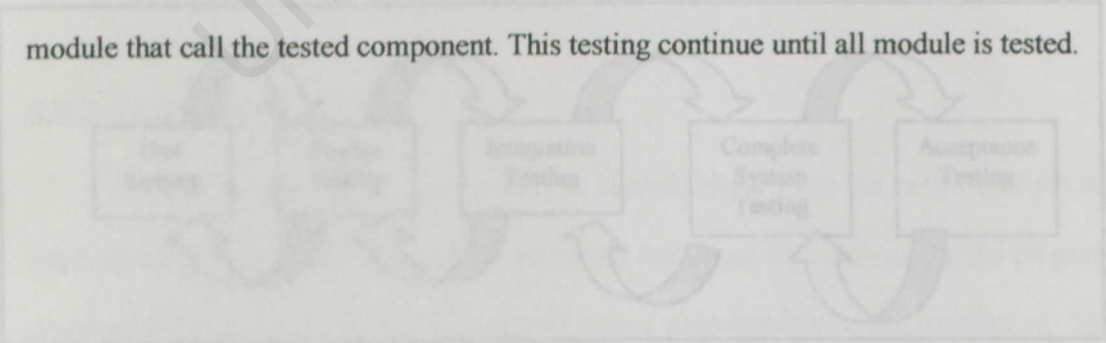 module that call the tested component. This testing continue until all module is tested.
Integration
Testing
Complete
System
Testing
Acceptance
Testing